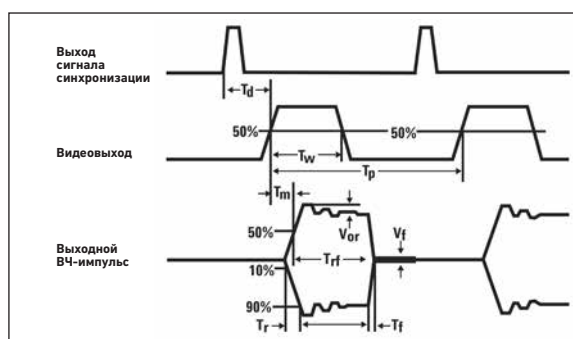 Выход
сигнала
синхронизации
Td
50%
50%
Видеовыход
Tw
Tp
Tm
50%
Vor
Vf
Выходной
ВЧ-импульс
Trf
10%
90%
Tr
Tf